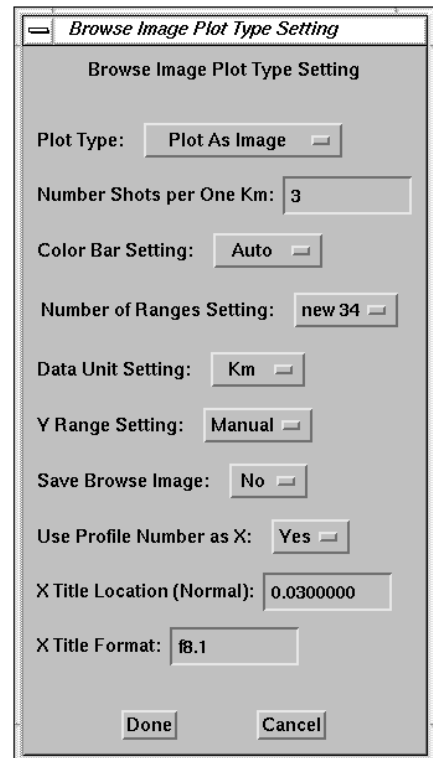 Browse Image Plot Type Setting
Browse Image Plot Type Setting
Plot Type: Plot As Image
Number Shots per One Km: 3
Color Bar Setting: Auto
Number of Ranges Setting: new 34
Data Unit Setting: Km
Y Range Setting: Manual
Save Browse Image: No
Use Profile Number as X: Yes
X Title Location (Normal): 0.0300000
X Title Format: f8.1
Done Cancel